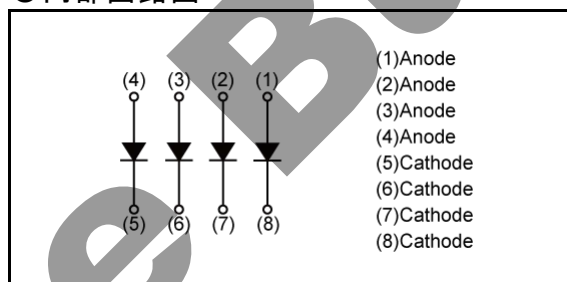 (4) (3) (2) (1)
(5) (6) (7) (8)
(1)Anode
(2)Anode
(3)Anode
(4)Anode
(5)Cathode
(6)Cathode
(7)Cathode
(8)Cathode